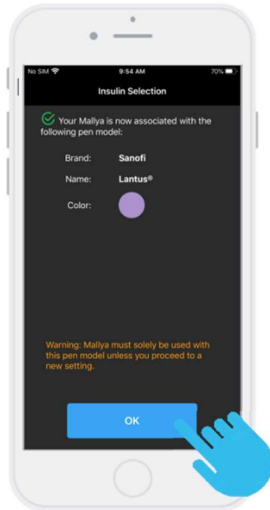 No SIM 9:54 AM 70%
Insulin Selection
Your Mallya is now associated with the
following pen model:
Brand: Sanofi
Name: Lantus®
Color:
Warning: Mallya must solely be used with
this pen model unless you proceed to a
new setting.
OK